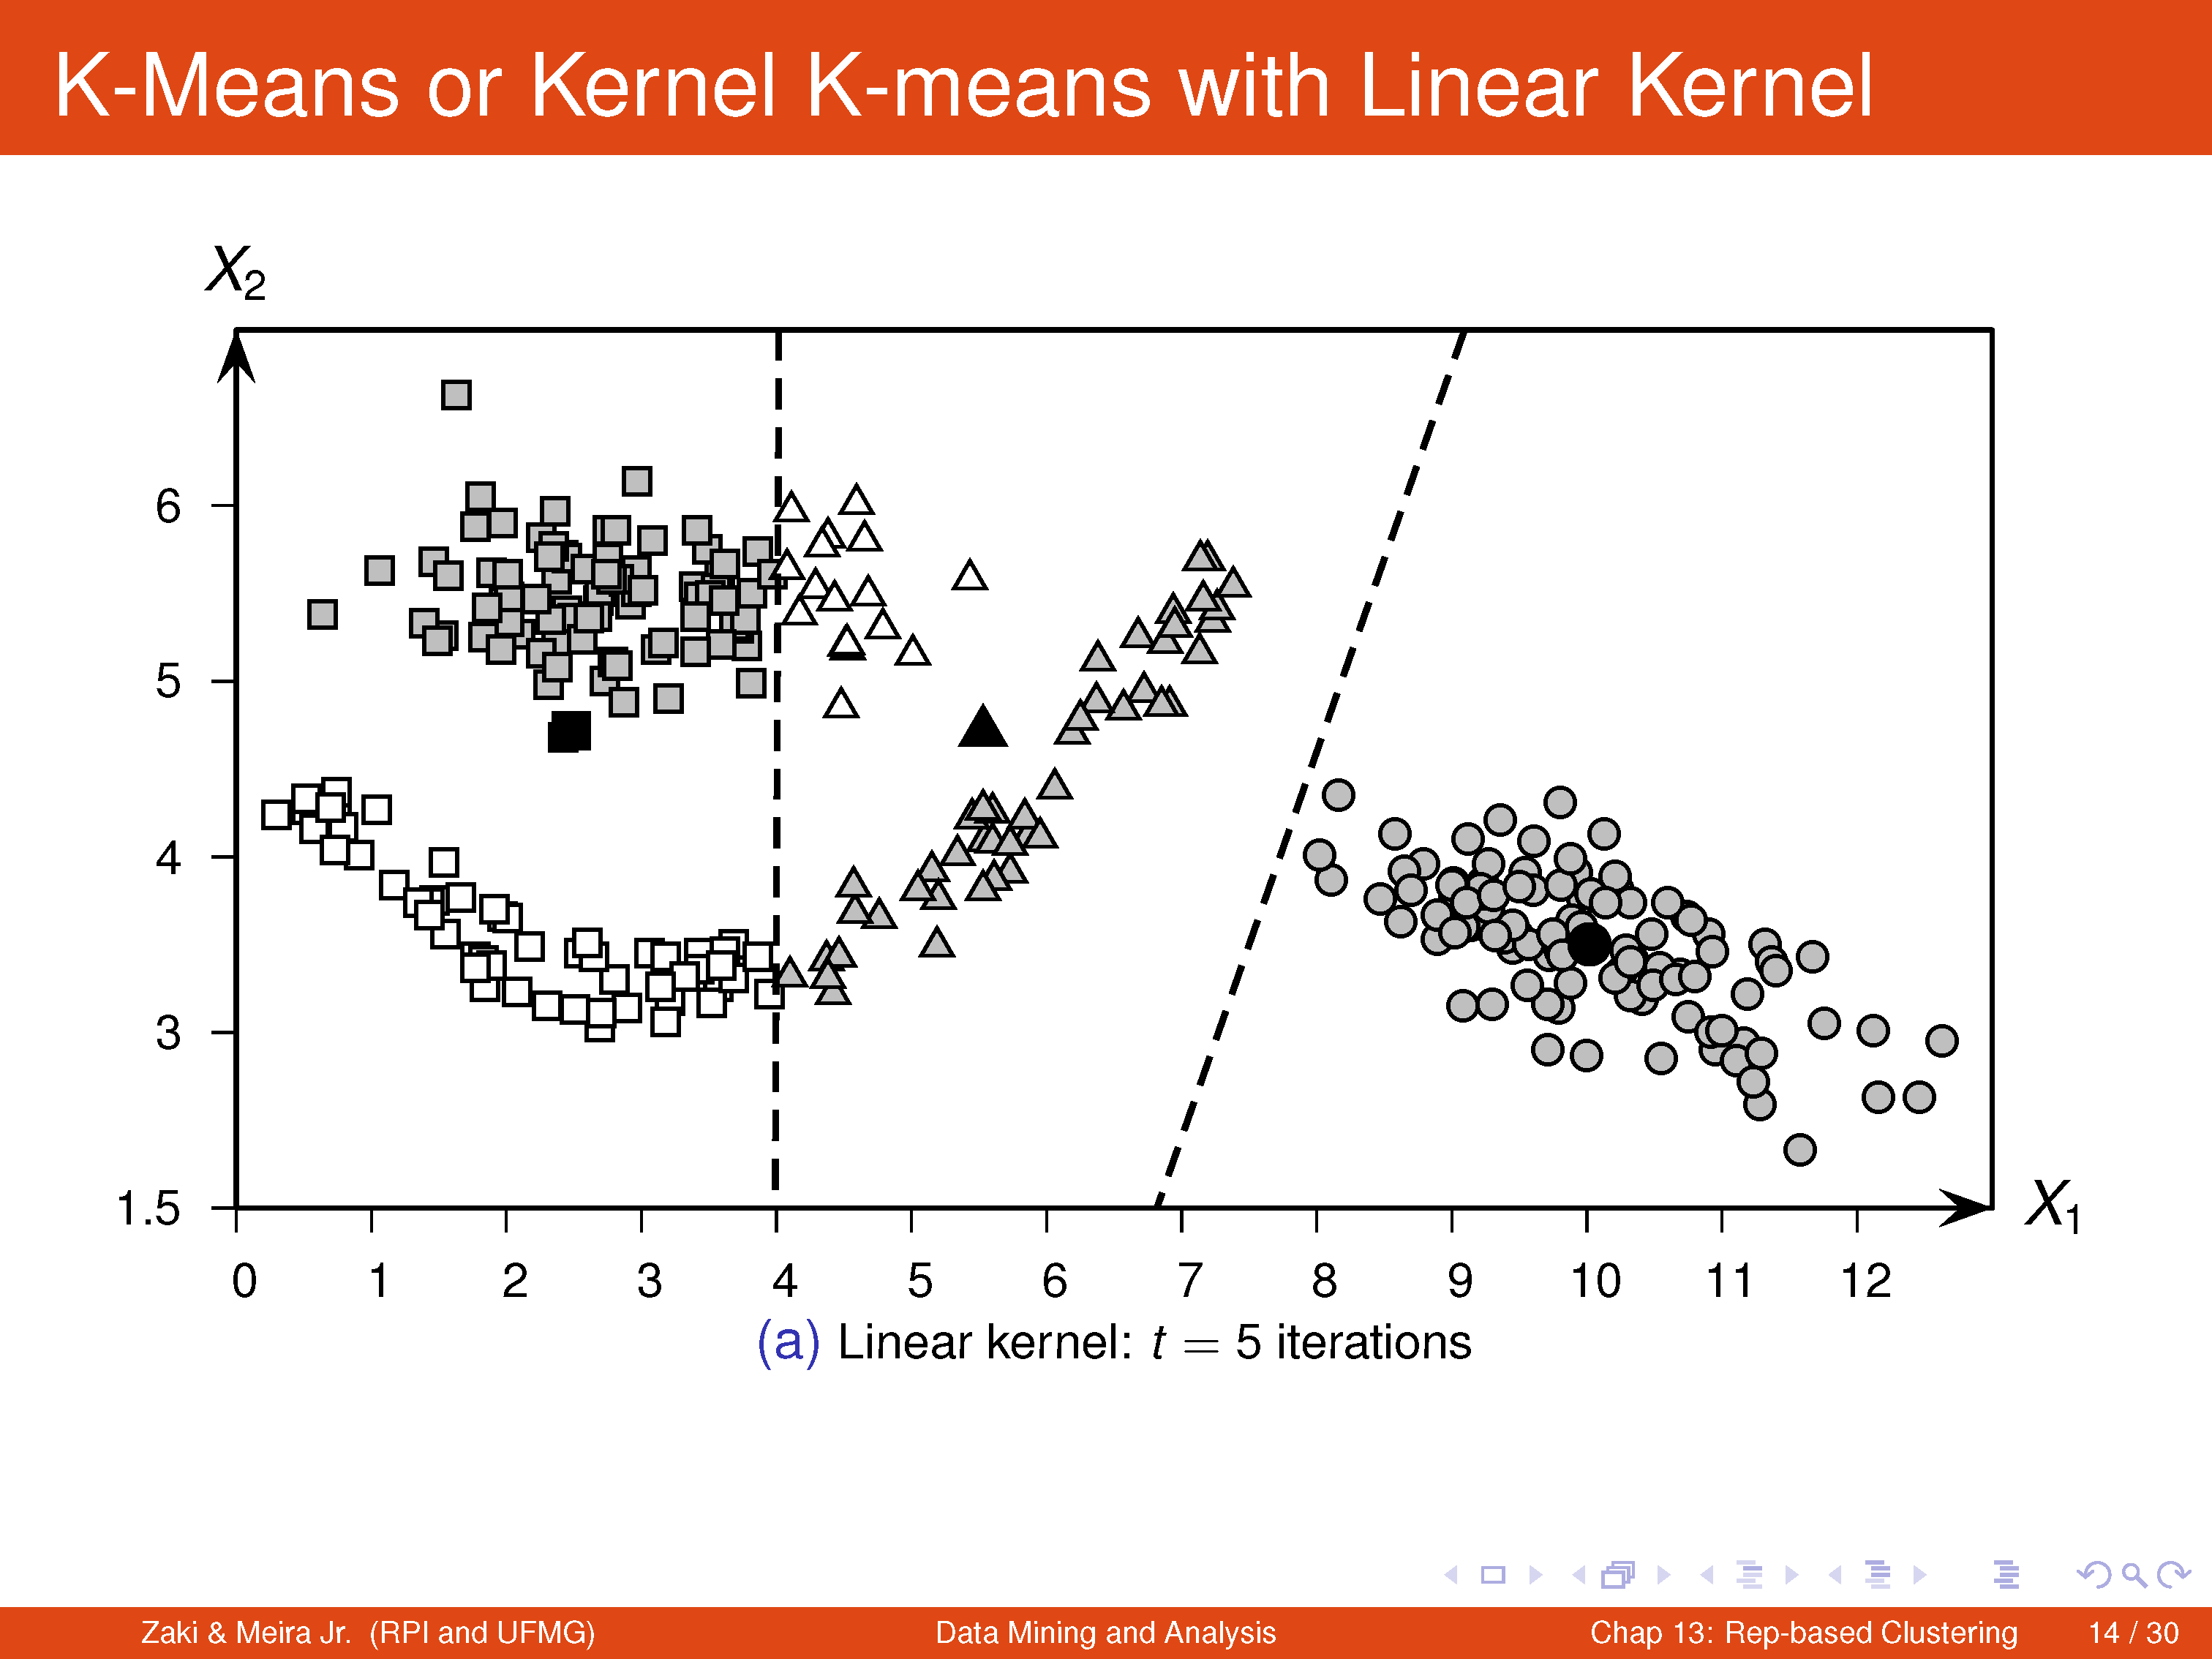 K-Means or Kernel K-means with Linear Kernel
X2
6
5
4
3
1.5
X1
0 1 2 3 4 5 6 7 8 9 10 11 12
(a) Linear kernel: t = 5 iterations
Zaki & Meira Jr. (RPI and UFMG) Data Mining and Analysis Chap 13: Rep-based Clustering 14 / 30